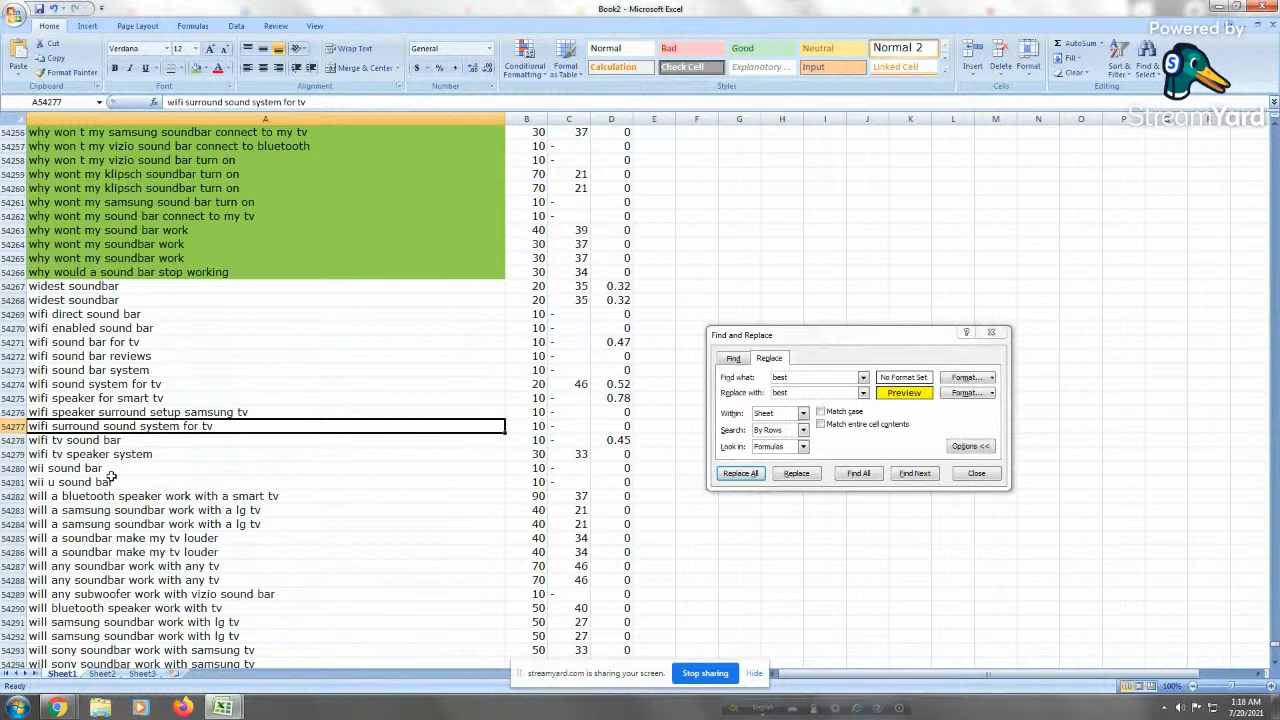 Book2 - Microsoft Excel
Home Insert Page Layout Formulas Data Review View
Powered by
StreamYard
Paste Cut Copy Format Painter Clipboard
Verdana 12 Font
Wrap Text Merge & Center Alignment
General Number
Conditional Formatting Format as Table
Normal Bad Good Neutral Normal 2
Calculation Check Cell Explanatory ... Input Linked Cell
Styles
Insert Delete Format Cells
AutoSum Fill Clear Sort & Find & Select Editing
A54277 fx wifi surround sound system for tv
A B C D E F G H I J K L M N O P
54256 why won t my samsung soundbar connect to my tv 30 37 0
54257 why won t my vizio sound bar connect to bluetooth 10 - 0
54258 why won t my vizio sound bar turn on 10 - 0
54259 why wont my klipsch soundbar turn on 70 21 0
54260 why wont my klipsch soundbar turn on 70 21 0
54261 why wont my samsung sound bar turn on 10 - 0
54262 why wont my sound bar connect to my tv 10 - 0
54263 why wont my sound bar work 40 39 0
54264 why wont my soundbar work 30 37 0
54265 why wont my soundbar work 30 37 0
54266 why would a sound bar stop working 30 34 0
54267 widest soundbar 20 35 0.32
54268 widest soundbar 20 35 0.32
54269 wifi direct sound bar 10 - 0
54270 wifi enabled sound bar 10 - 0
54271 wifi sound bar for tv 10 - 0.47
54272 wifi sound bar reviews 10 - 0
54273 wifi sound bar system 10 - 0
54274 wifi sound system for tv 20 46 0.52
54275 wifi speaker for smart tv 10 - 0.78
54276 wifi speaker surround setup samsung tv 10 - 0
54277 wifi surround sound system for tv 10 - 0
54278 wifi tv sound bar 10 - 0.45
54279 wifi tv speaker system 30 33 0
54280 wii sound bar 10 - 0
54281 wii u sound bar 10 - 0
54282 will a bluetooth speaker work with a smart tv 90 37 0
54283 will a samsung soundbar work with a lg tv 40 21 0
54284 will a samsung soundbar work with a lg tv 40 21 0
54285 will a soundbar make my tv louder 40 34 0
54286 will a soundbar make my tv louder 40 34 0
54287 will any soundbar work with any tv 70 46 0
54288 will any soundbar work with any tv 70 46 0
54289 will any subwoofer work with vizio sound bar 10 - 0
54290 will bluetooth speaker work with tv 50 40 0
54291 will samsung soundbar work with lg tv 50 27 0
54292 will samsung soundbar work with lg tv 50 27 0
54293 will sony soundbar work with samsung tv 50 33 0
54294 will sony soundbar work with samsung tv
Find and Replace
Find Replace
Find what: best No Format Set Format...
Replace with: best Preview Format...
Within: Sheet Match case
Search: By Rows Match entire cell contents
Look in: Formulas Options <<
Replace All Replace Find All Find Next Close
Sheet1 Sheet2 Sheet3
streamyard.com is sharing your screen. Stop sharing Hide
Ready 100%
English
1:18 AM
7/20/2021